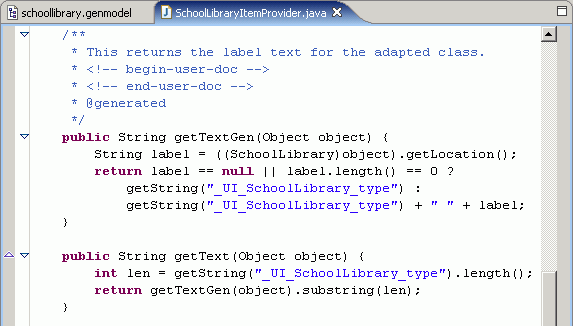 schoollibrary.genmodel
SchoolLibraryItemProvider.java
/**
* This returns the label text for the adapted class.
* <!-- begin-user-doc -->
* <!-- end-user-doc -->
* @generated
*/
public String getTextGen(Object object) {
String label = ((SchoolLibrary)object).getLocation();
return label == null || label.length() == 0 ?
getString("_UI_SchoolLibrary_type") :
getString("_UI_SchoolLibrary_type") + " " + label;
}
public String getText(Object object) {
int len = getString("_UI_SchoolLibrary_type").length();
return getTextGen(object).substring(len);
}